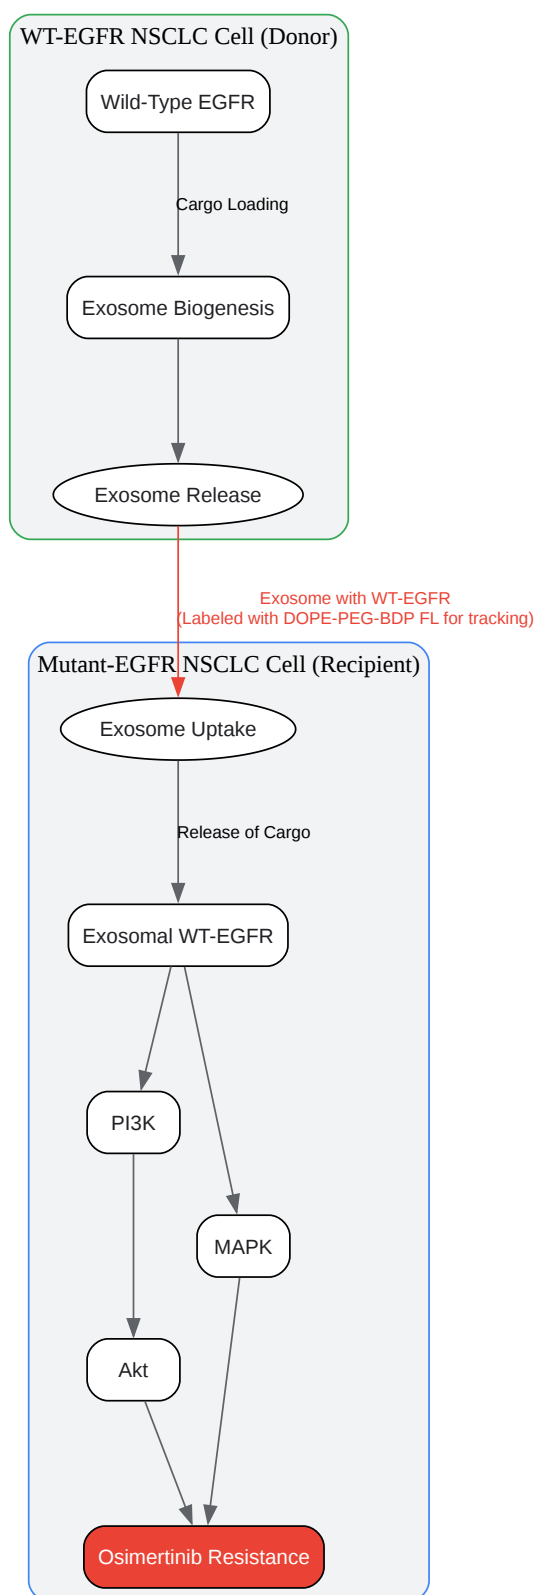 WT-EGFR NSCLC Cell (Donor)
Wild-Type EGFR
Cargo Loading
Exosome Biogenesis
Exosome Release
Exosome with WT-EGFR
(Labeled with DOPE-PEG-BDP FL for tracking)
Mutant-EGFR NSCLC Cell (Recipient)
Exosome Uptake
Release of Cargo
Exosomal WT-EGFR
PI3K
MAPK
Akt
Osimertinib Resistance